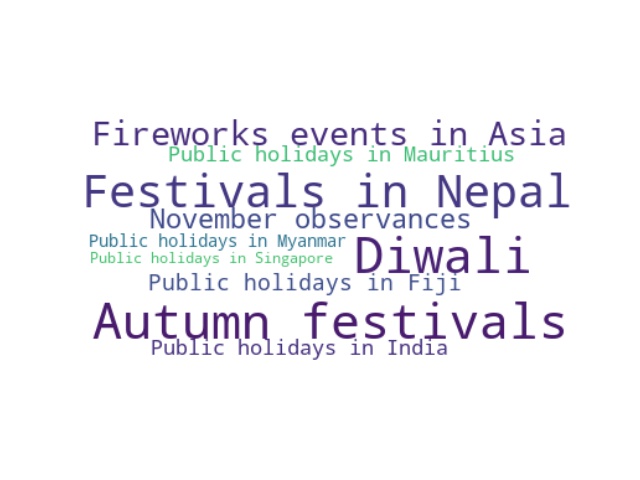 Fireworks events in Asia
Public holidays in Mauritius
Festivals in Nepal
November observances
Public holidays in Myanmar
Public holidays in Singapore
Diwali
Public holidays in Fiji
Autumn festivals
Public holidays in India